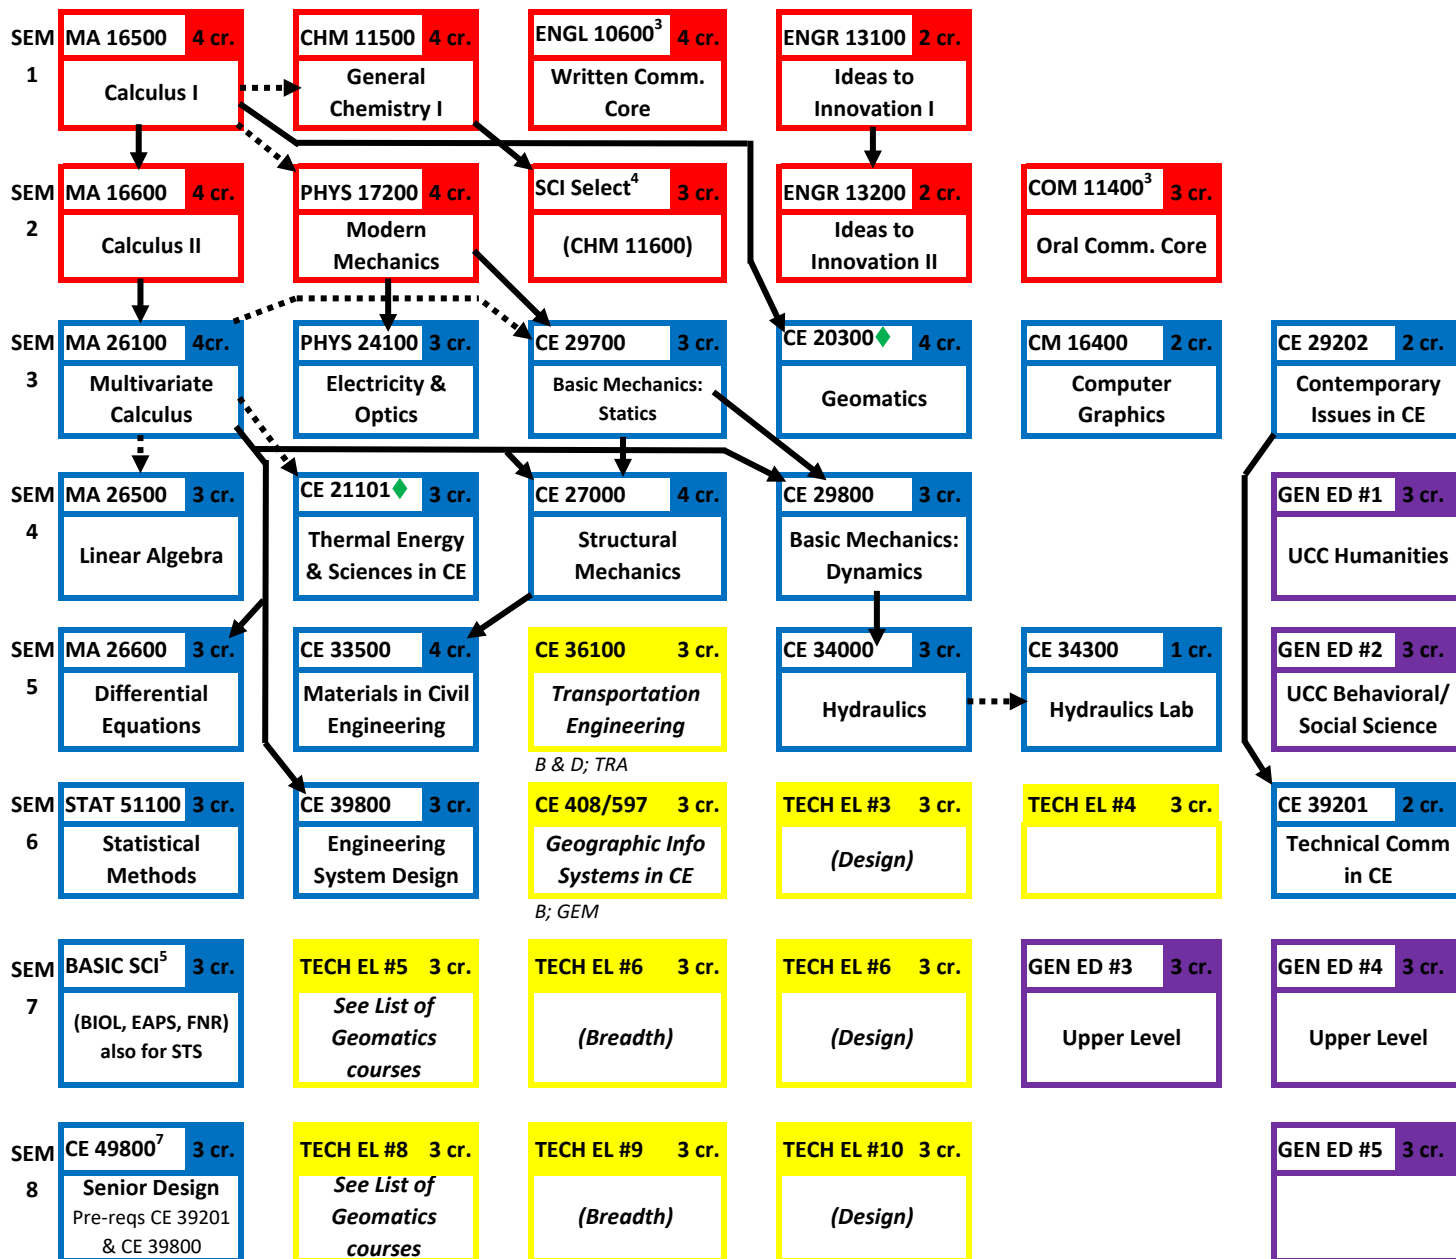 SEM 1
MA 16500 4 cr.
Calculus I
CHM 11500 4 cr.
General
Chemistry I
ENGL 10600³ 4 cr.
Written Comm.
Core
ENGR 13100 2 cr.
Ideas to
Innovation I
SEM 2
MA 16600 4 cr.
Calculus II
PHYS 17200 4 cr.
Modern
Mechanics
SCI Select⁴ 3 cr.
(CHM 11600)
ENGR 13200 2 cr.
Ideas to
Innovation II
COM 11400³ 3 cr.
Oral Comm. Core
SEM 3
MA 26100 4cr.
Multivariate
Calculus
PHYS 24100 3 cr.
Electricity &
Optics
CE 29700 3 cr.
Basic Mechanics:
Statics
CE 20300♦ 4 cr.
Geomatics
CM 16400 2 cr.
Computer
Graphics
CE 29202 2 cr.
Contemporary
Issues in CE
SEM 4
MA 26500 3 cr.
Linear Algebra
CE 21101♦ 3 cr.
Thermal Energy
& Sciences in CE
CE 27000 4 cr.
Structural
Mechanics
CE 29800 3 cr.
Basic Mechanics:
Dynamics
GEN ED #1 3 cr.
UCC Humanities
SEM 5
MA 26600 3 cr.
Differential
Equations
CE 33500 4 cr.
Materials in Civil
Engineering
CE 36100 3 cr.
Transportation
Engineering
B & D; TRA
CE 34000 3 cr.
Hydraulics
CE 34300 1 cr.
Hydraulics Lab
GEN ED #2 3 cr.
UCC Behavioral/
Social Science
SEM 6
STAT 51100 3 cr.
Statistical
Methods
CE 39800 3 cr.
Engineering
System Design
CE 408/597 3 cr.
Geographic Info
Systems in CE
B; GEM
TECH EL #3 3 cr.
(Design)
TECH EL #4 3 cr.
CE 39201 2 cr.
Technical Comm
in CE
SEM 7
BASIC SCI⁵ 3 cr.
(BIOL, EAPS, FNR)
also for STS
TECH EL #5 3 cr.
See List of
Geomatics
courses
TECH EL #6 3 cr.
(Breadth)
TECH EL #6 3 cr.
(Design)
GEN ED #3 3 cr.
Upper Level
GEN ED #4 3 cr.
Upper Level
SEM 8
CE 49800⁷ 3 cr.
Senior Design
Pre-reqs CE 39201
& CE 39800
TECH EL #8 3 cr.
See List of
Geomatics
courses
TECH EL #9 3 cr.
(Breadth)
TECH EL #10 3 cr.
(Design)
GEN ED #5 3 cr.